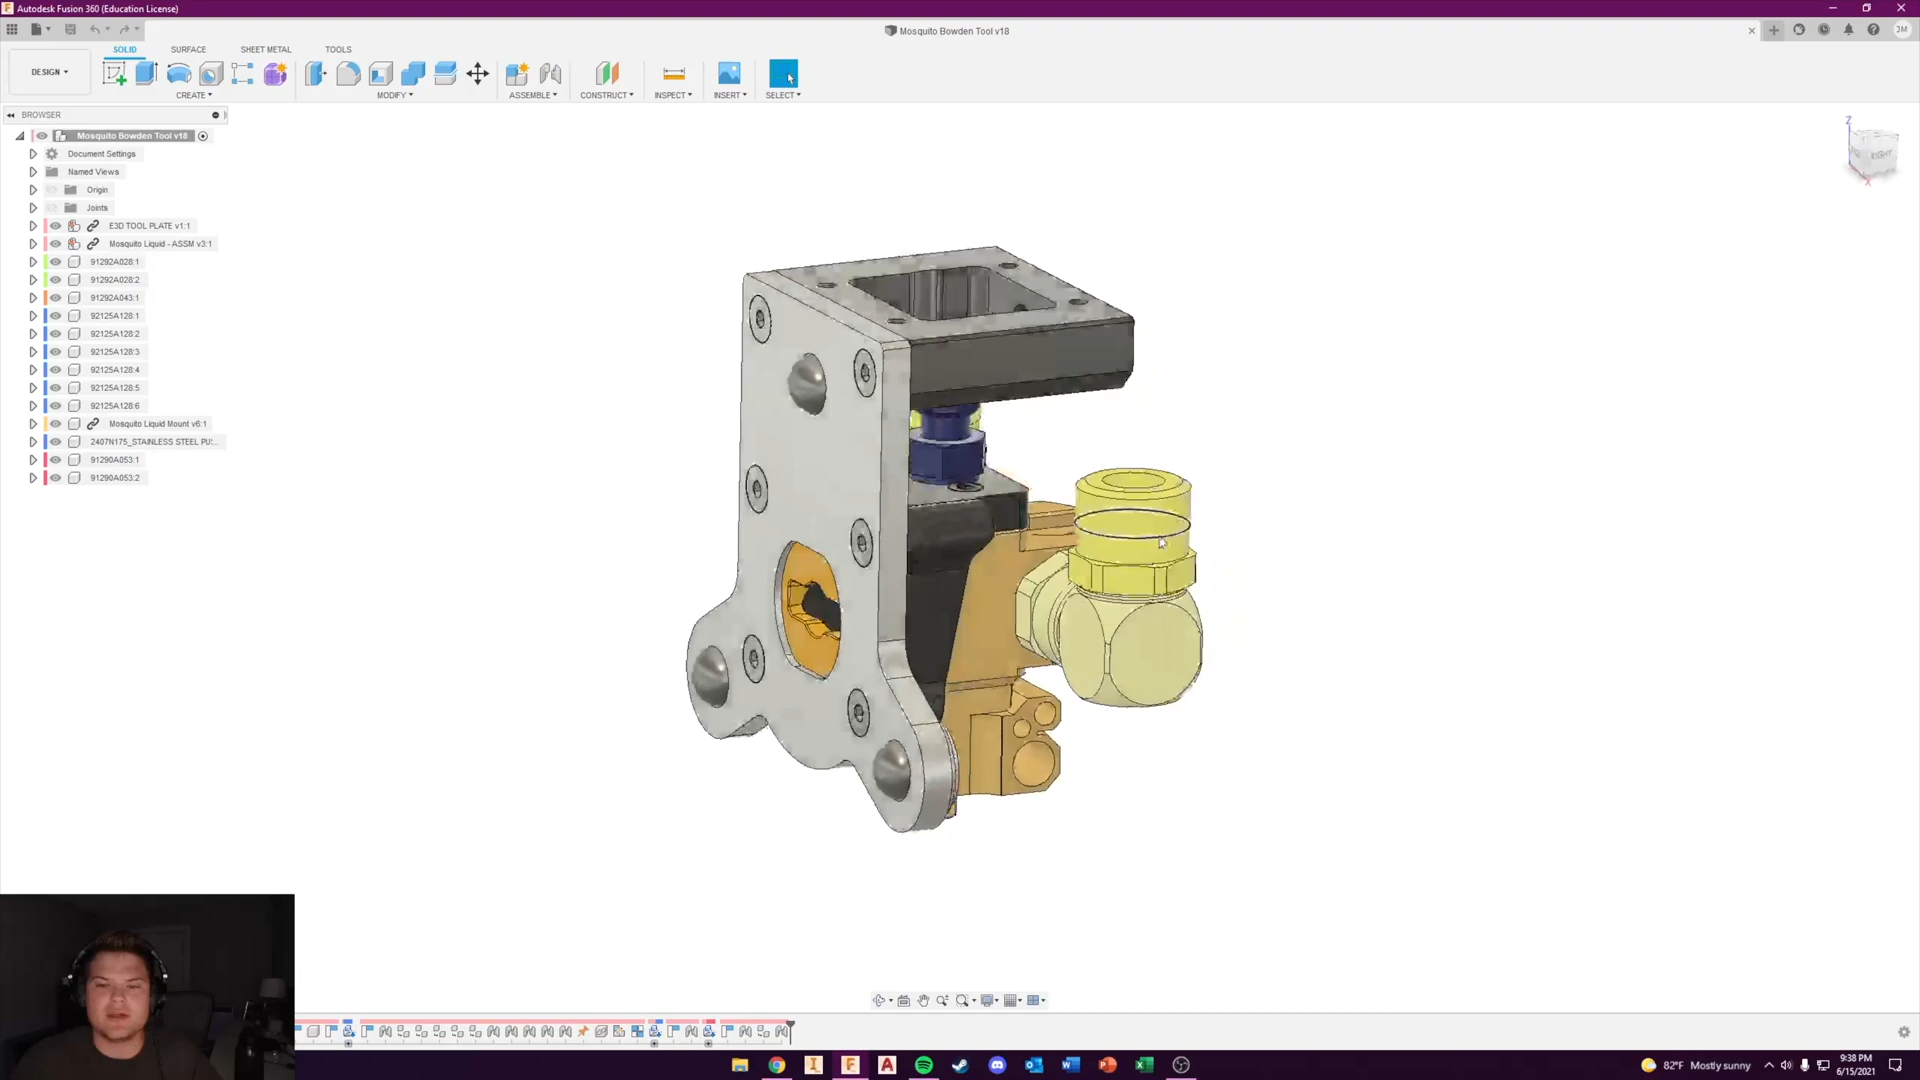 Autodesk Fusion 360 (Education License)
Mosquito Bowden Tool v18
JM
SOLID SURFACE SHEET METAL TOOLS
DESIGN
CREATE MODIFY ASSEMBLE CONSTRUCT INSPECT INSERT SELECT
BROWSER
Mosquito Bowden Tool v18
Document Settings
Named Views
Origin
Joints
E3D TOOL PLATE v1:1
Mosquito Liquid - ASSM v3:1
91292A028:1
91292A028:2
91292A043:1
92125A128:1
92125A128:2
92125A128:3
92125A128:4
92125A128:5
92125A128:6
Mosquito Liquid Mount v6:1
2407N175_STAINLESS STEEL PU...
91290A053:1
91290A053:2
Z
RIGHT
X
82°F Mostly sunny
9:38 PM
6/15/2021